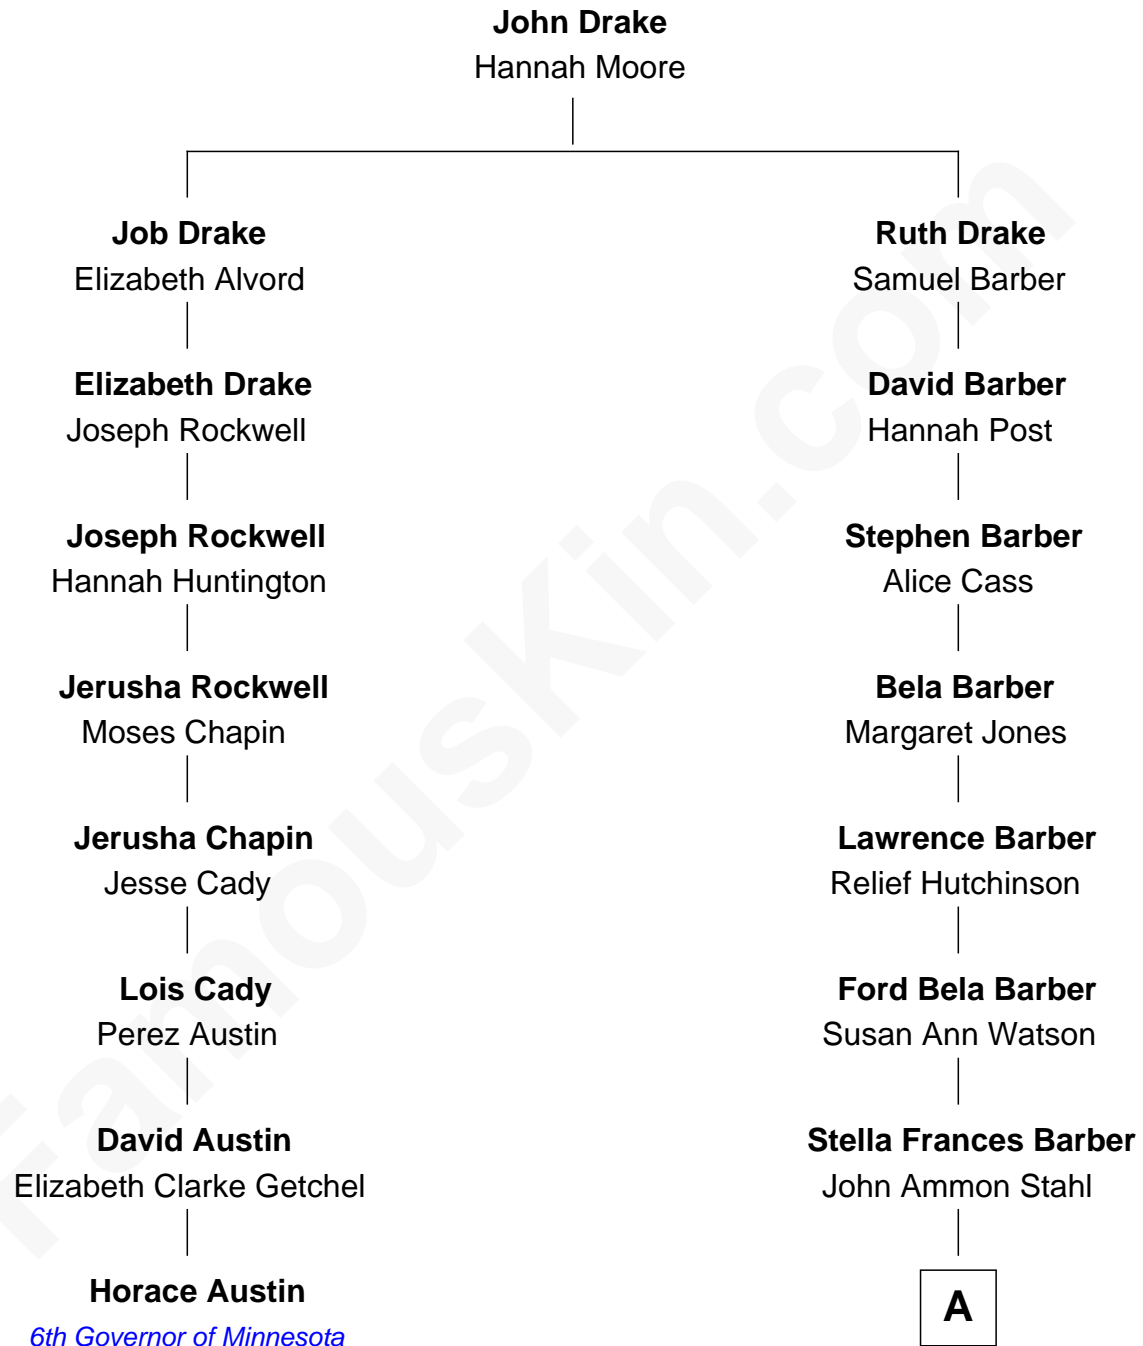 John Drake
Hannah Moore
Job Drake
Elizabeth Alvord
Ruth Drake
Samuel Barber
Elizabeth Drake
Joseph Rockwell
David Barber
Hannah Post
Joseph Rockwell
Hannah Huntington
Stephen Barber
Alice Cass
Jerusha Rockwell
Moses Chapin
Bela Barber
Margaret Jones
Jerusha Chapin
Jesse Cady
Lawrence Barber
Relief Hutchinson
Lois Cady
Perez Austin
Ford Bela Barber
Susan Ann Watson
David Austin
Elizabeth Clarke Getchel
Stella Frances Barber
John Ammon Stahl
Horace Austin
6th Governor of Minnesota
A
FamousKin.com